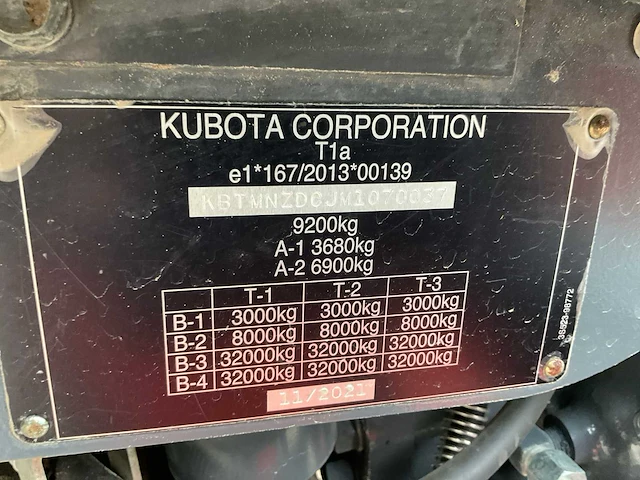 KUBOTA CORPORATION
T1a
e1*167/2013*00139
9200kg
A-1 3680kg
A-2 6900kg
T-1 T-2 T-3
B-1 3000kg 3000kg 3000kg
B-2 8000kg 8000kg 8000kg
B-3 32000kg 32000kg 32000kg
B-4 32000kg 32000kg 32000kg
11/2021